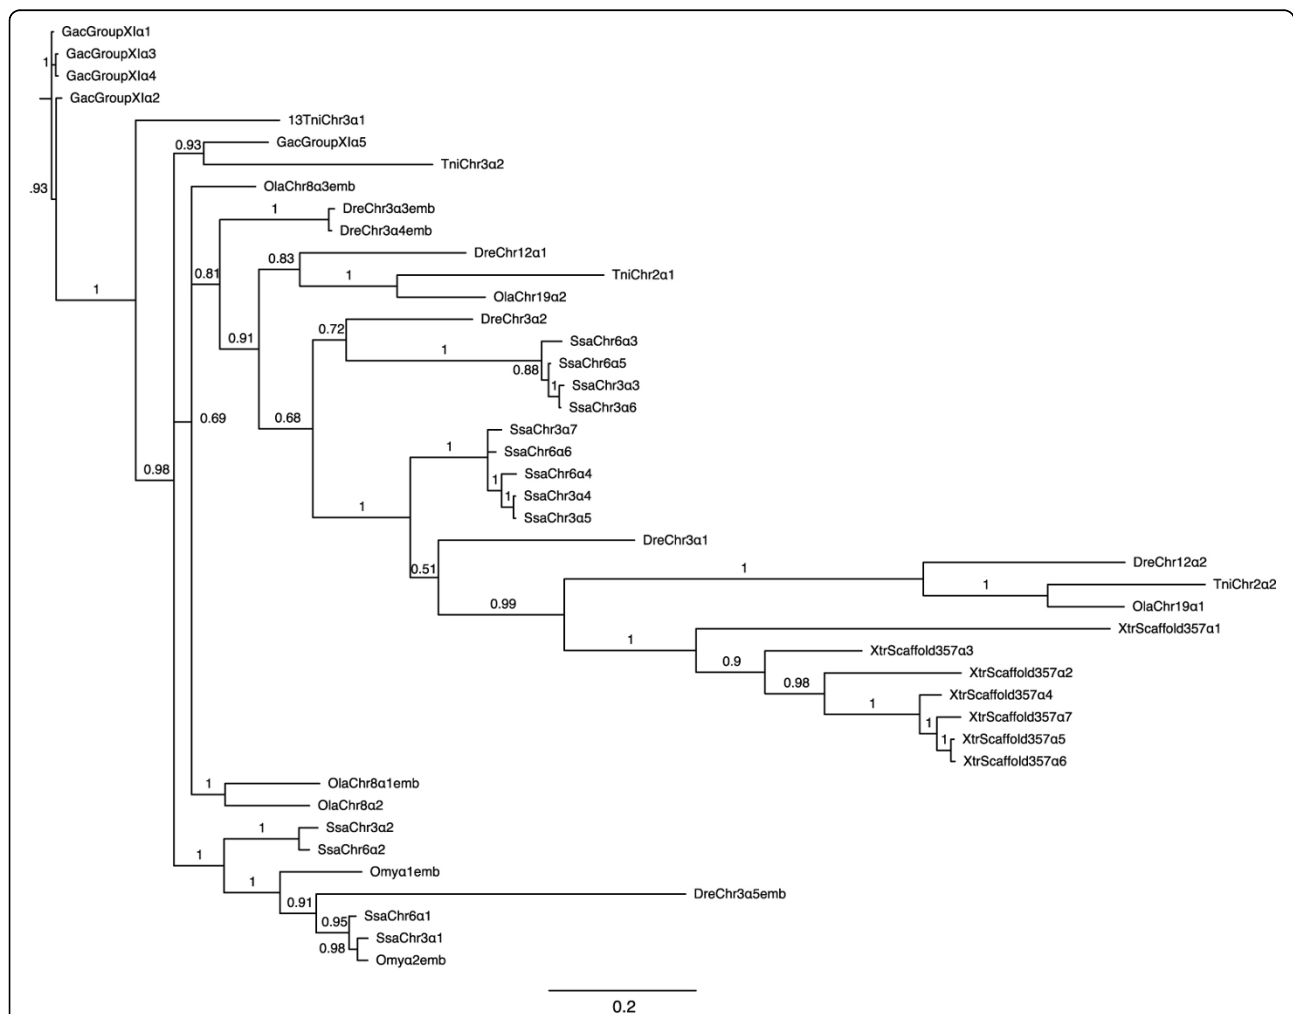 GacGroupXIα1
GacGroupXIα3
1
GacGroupXIα4
GacGroupXIα2
13TniChr3α1
0.93
GacGroupXIα5
TniChr3α2
.93
OlaChr8α3emb
1
DreChr3α3emb
DreChr3α4emb
DreChr12α1
0.83
0.81
1
TniChr2α1
1
OlaChr19α2
DreChr3α2
0.72
0.91
SsaChr6α3
1
SsaChr6α5
0.88
SsaChr3α3
1
SsaChr3α6
0.69
0.68
SsaChr3α7
1
SsaChr6α6
0.98
SsaChr6α4
1
SsaChr3α4
1
SsaChr3α5
1
DreChr3α1
DreChr12α2
0.51
1
TniChr2α2
1
OlaChr19α1
0.99
XtrScaffold357α1
1
XtrScaffold357α3
0.9
XtrScaffold357α2
0.98
XtrScaffold357α4
1
XtrScaffold357α7
1
XtrScaffold357α5
1
XtrScaffold357α6
OlaChr8α1emb
1
OlaChr8α2
SsaChr3α2
1
SsaChr6α2
1
Omyα1emb
1
DreChr3α5emb
0.91
SsaChr6α1
0.95
SsaChr3α1
0.98
Omyα2emb
0.2